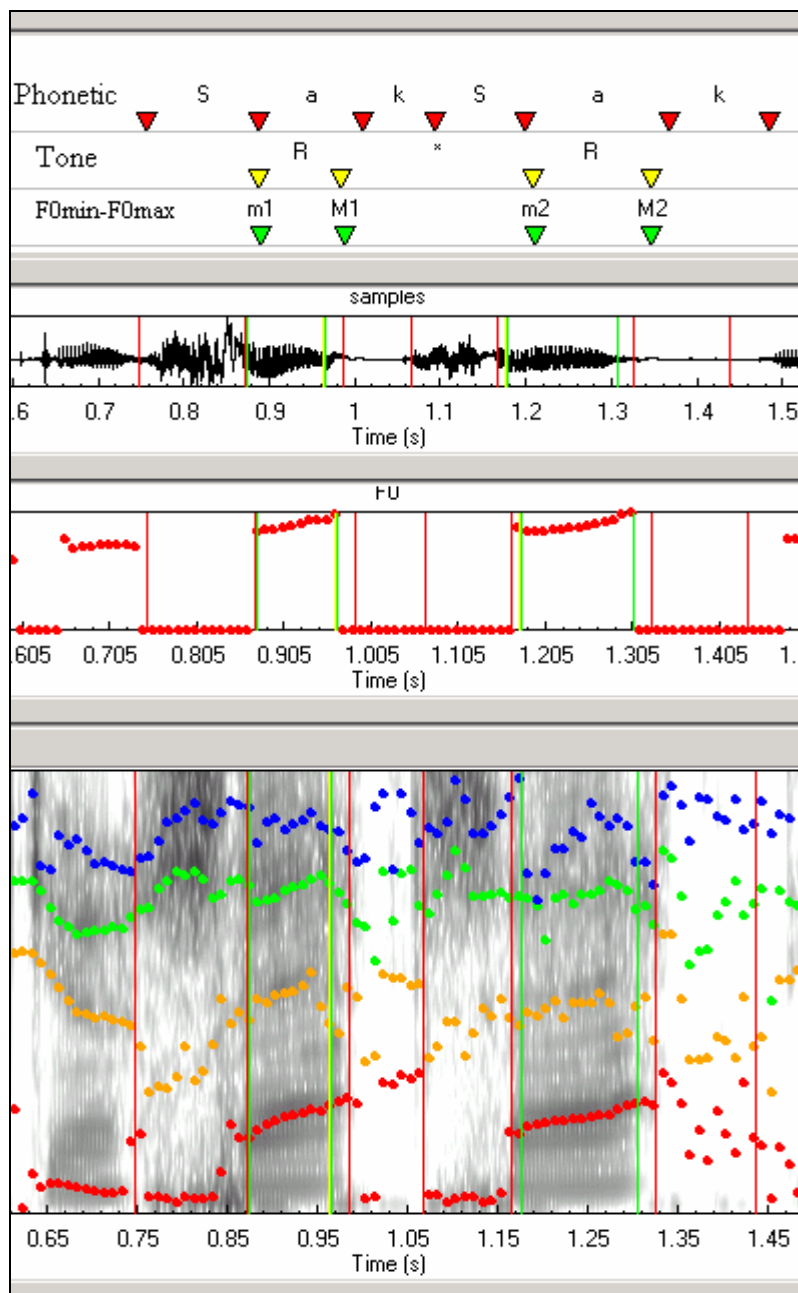 Phonetic S a k S a k
Tone R * R
F0min-F0max m1 M1 m2 M2
samples
.6 0.7 0.8 0.9 1 1.1 1.2 1.3 1.4 1.5
Time (s)
F0
.605 0.705 0.805 0.905 1.005 1.105 1.205 1.305 1.405 1.
Time (s)
0.65 0.75 0.85 0.95 1.05 1.15 1.25 1.35 1.45
Time (s)